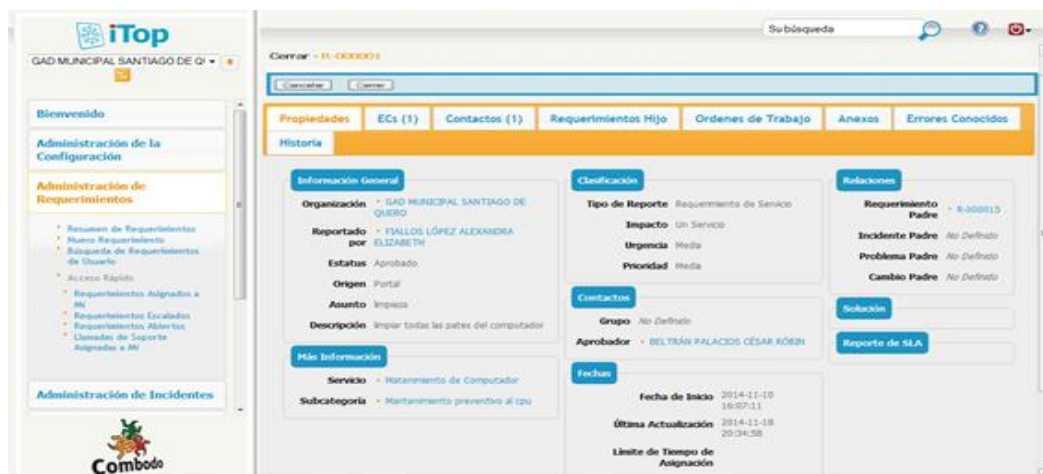 iTop
GAD MUNICIPAL SANTIAGO DE QI
Bienvenido
Administración de la
Configuración
Administración de
Requerimientos
Resumen de Requerimientos
Nuevo Requerimiento
Búsqueda de Requerimientos
de Usuario
Acceso Rápido
Requerimientos Asignados a
Mi
Requerimientos Escalados
Requerimientos Abiertos
Llamadas de Soporte
Asignadas a Mi
Administración de Incidentes
Combodo
Su búsqueda
Cerrar - R-000001
Cancelar Cerrar
Propiedades ECs (1) Contactos (1) Requerimientos Hijo Ordenes de Trabajo Anexos Errores Conocidos
Historia
Información General
Organización GAD MUNICIPAL SANTIAGO DE
QUERO
Reportado FIALLOS LÓPEZ ALEXANDRA
por ELIZABETH
Estatus Aprobado
Origen Portal
Asunto limpieza
Descripción limpiar todas las partes del computador
Más Información
Servicio Mateniniento de Computador
Subcategoría Mantenimiento preventivo al cpu
Clasificación
Tipo de Reporte Requerimiento de Servicio
Impacto Un Servicio
Urgencia Media
Prioridad Media
Contactos
Grupo No Definido
Aprobador BELTRÁN PALACIOS CÉSAR RÓBIN
Fechas
Fecha de Inicio 2014-11-18
16:07:11
Última Actualización 2014-11-18
20:34:58
Límite de Tiempo de
Asignación
Relaciones
Requerimiento R-000015
Padre
Incidente Padre No Definido
Problema Padre No Definido
Cambio Padre No Definido
Solución
Reporte de SLA